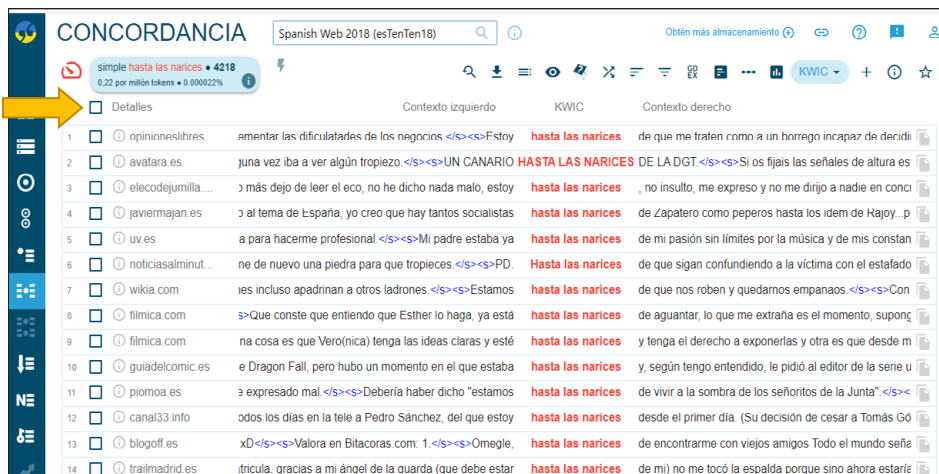 CONCORDANCIA Spanish Web 2018 (esTenTen18) Obtén más almacenamiento
simple hasta las narices • 4218
0,22 por millón tokens • 0.000022%
GD EX KWIC
Detalles Contexto izquierdo KWIC Contexto derecho
1 opinioneslibres ementar las dificulatades de los negocios </s><s>Estoy hasta las narices de que me traten como a un borrego incapaz de decidi
2 avatara.es guna vez iba a ver algún tropiezo.</s><s>UN CANARIO HASTA LAS NARICES DE LA DGT.</s><s>Si os fijais las señales de altura es
3 elecodejumilla.... o más dejo de leer el eco, no he dicho nada malo, estoy hasta las narices , no insulto, me expreso y no me dirijo a nadie en conc
4 javiermajan.es o al tema de España, yo creo que hay tantos socialistas hasta las narices de Zapatero como peperos hasta los idem de Rajoy...p
5 uv.es a para hacerme profesional.</s><s>Mi padre estaba ya hasta las narices de mi pasión sin límites por la música y de mis constan
6 noticiasalminut... ne de nuevo una piedra para que tropieces.</s><s>PD. Hasta las narices de que sigan confundiendo a la víctima con el estafado
7 wikia.com es incluso apadrinan a otros ladrones.</s><s>Estamos hasta las narices de que nos roben y quedarnos empanaos.</s><s>Con
8 filmica.com s>Que conste que entiendo que Esther lo haga, ya está hasta las narices de aguantar, lo que me extraña es el momento, supong
9 filmica.com na cosa es que Vero(nica) tenga las ideas claras y esté hasta las narices y tenga el derecho a exponerlas y otra es que desde m
10 guiadelcomic.es e Dragon Fall, pero hubo un momento en el que estaba hasta las narices y, según tengo entendido, le pidió al editor de la serie u
11 piomoa.es e expresado mal.</s><s>Debería haber dicho "estamos hasta las narices de vivir a la sombra de los señoritos de la Junta".</s><
12 canal33.info odos los días en la tele a Pedro Sánchez, del que estoy hasta las narices desde el primer día. (Su decisión de cesar a Tomás Gó
13 blogoff.es xD</s><s>Valora en Bitacoras.com: 1.</s><s>Omegle, hasta las narices de encontrarme con viejos amigos Todo el mundo seña
14 trailmadrid.es atricula, gracias a mi ángel de la guarda (que debe estar hasta las narices de mi) no me tocó la espalda porque sino ahora estaría